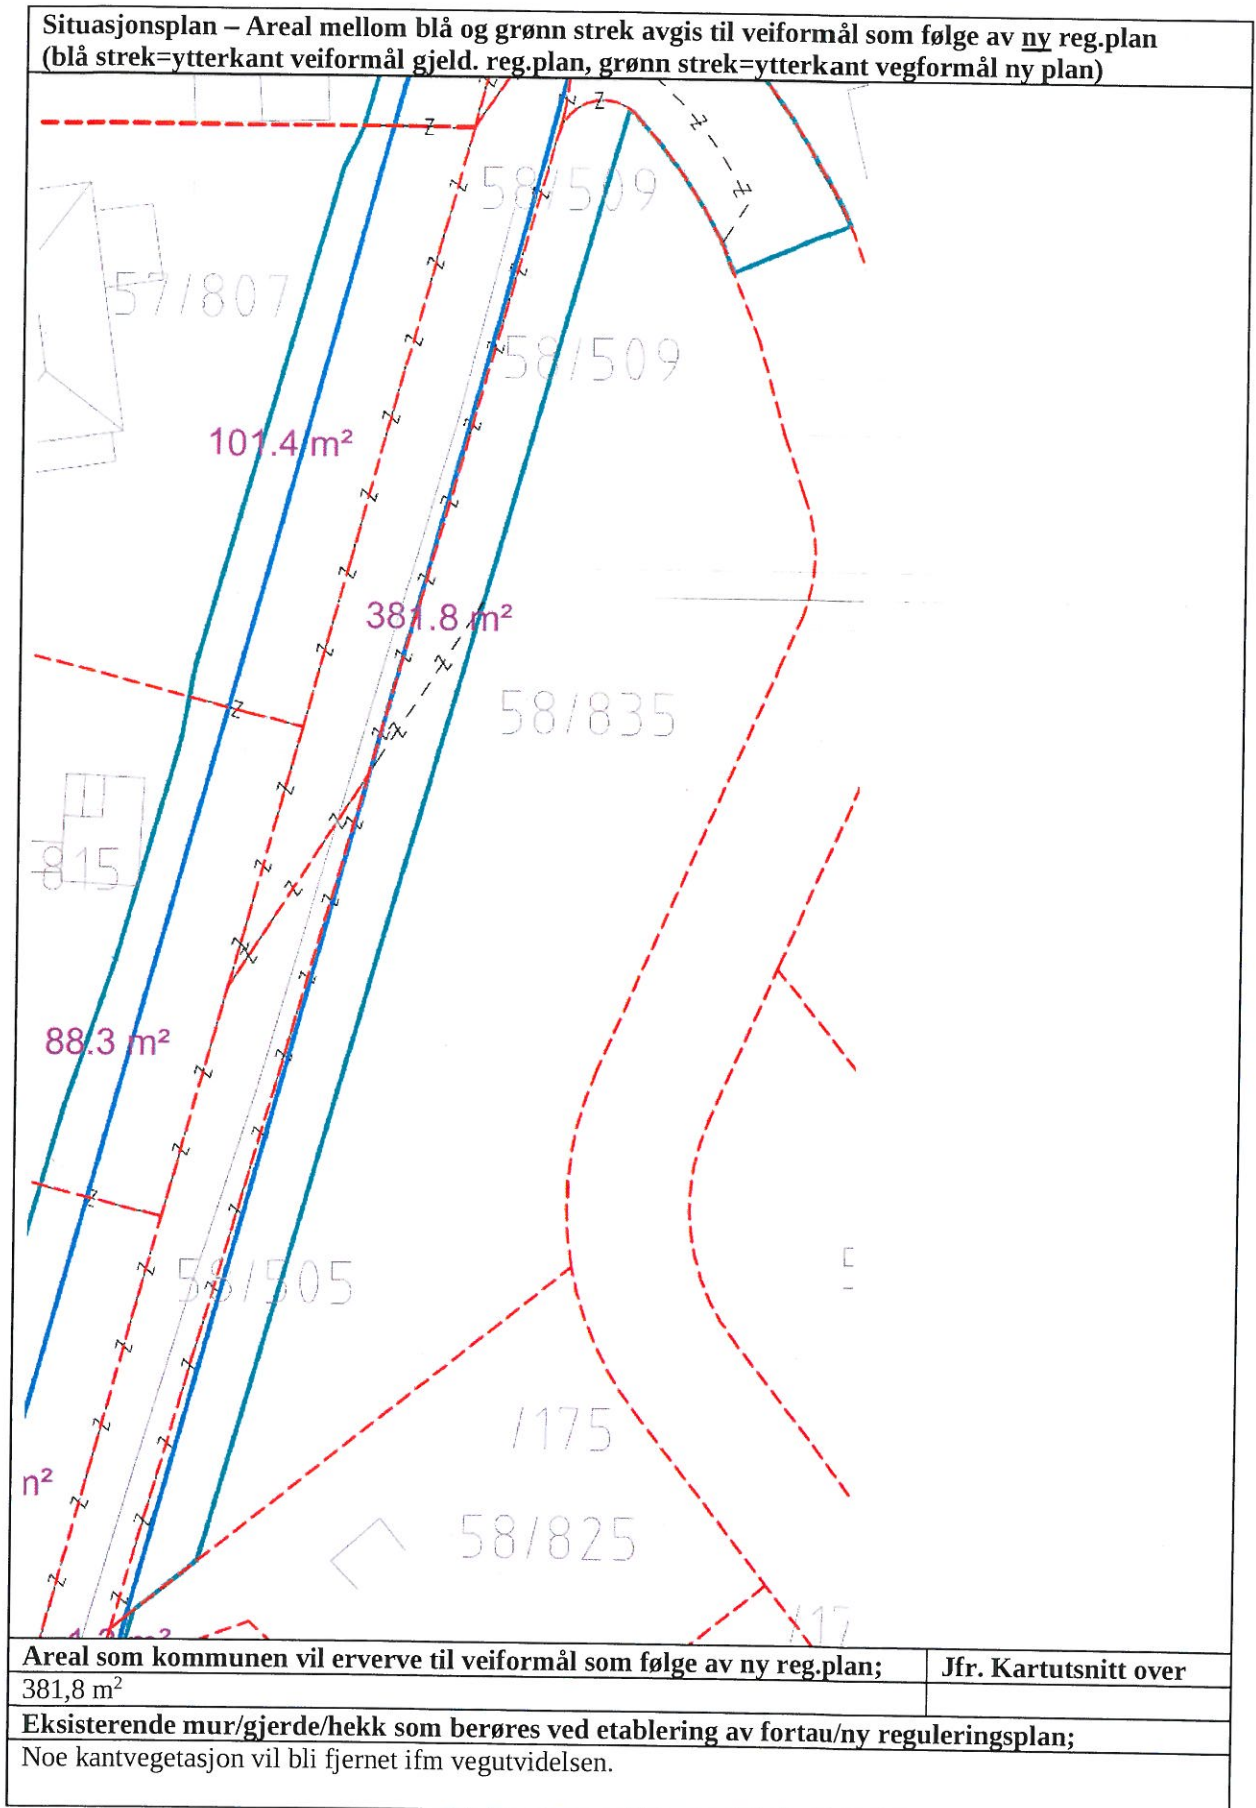 Situasjonsplan – Areal mellom blå og grønn strek avgis til veiformål som følge av ny reg.plan
(blå strek=ytterkant veiformål gjeld. reg.plan, grønn strek=ytterkant vegformål ny plan)
58/509
57/807
58/509
101.4 m²
381.8 m²
58/835
815
88.3 m²
58/505
5
/175
n²
58/825
/17
Areal som kommunen vil erverve til veiformål som følge av ny reg.plan;
Jfr. Kartutsnitt over
381,8 m²
Eksisterende mur/gjerde/hekk som berøres ved etablering av fortau/ny reguleringsplan;
Noe kantvegetasjon vil bli fjernet ifm vegutvidelsen.